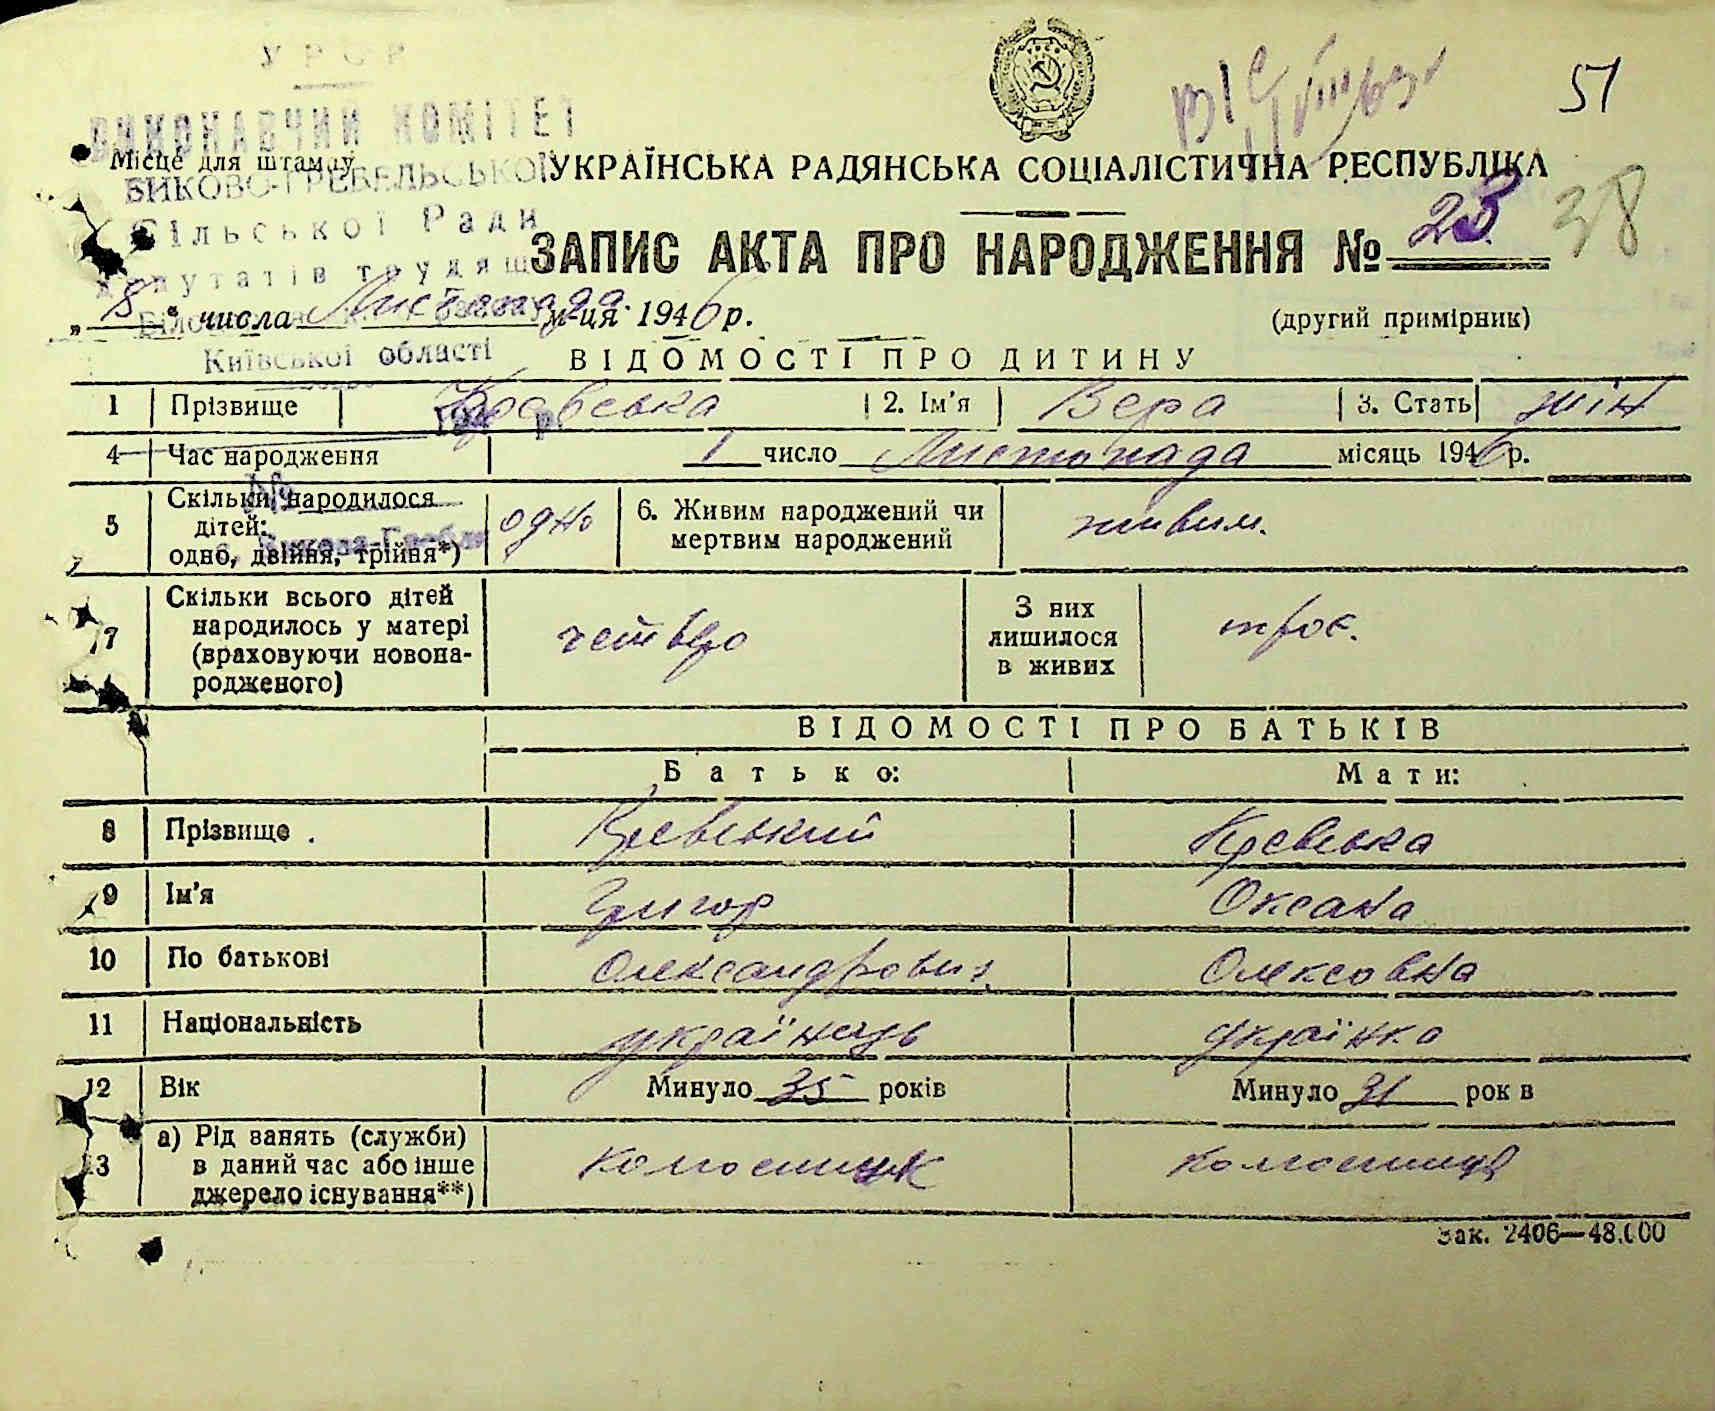 УРСР
ВИКОНАВЧИЙ КОМІТЕТ
51
Місце для штампу
УКРАЇНСЬКА РАДЯНСЬКА СОЦІАЛІСТИЧНА РЕСПУБЛІКА
БИКОВО-ГРЕБЕЛЬСЬКОЇ
Сільської Ради
ЗАПИС АКТА ПРО НАРОДЖЕННЯ № 23
38
депутатів трудящ
„ 8 “ числа Листопада м-ця 1946 р.
(другий примірник)
Київської області
ВІДОМОСТІ ПРО ДИТИНУ
1 Прізвище Кревська 2. Ім'я Вера 3. Стать жін
4 Час народження 1 число Листопада місяць 1946 р.
5 Скільки народилося дітей: одно, двійня, трійня*) одно 6. Живим народжений чи мертвим народжений живим.
7 Скільки всього дітей народилось у матері (враховуючи новонародженого) четверо З них лишилося в живих троє.
ВІДОМОСТІ ПРО БАТЬКІВ
Батько: Мати:
8 Прізвище Кревський Кревська
9 Ім'я Григор Оксана
10 По батькові Олександрович Олексовна
11 Національність українець українка
12 Вік Минуло 35 років Минуло 31 рок в
13 а) Рід занять (служби) в даний час або інше джерело існування**) колгоспник колгоспниця
Зак. 2406—48.000